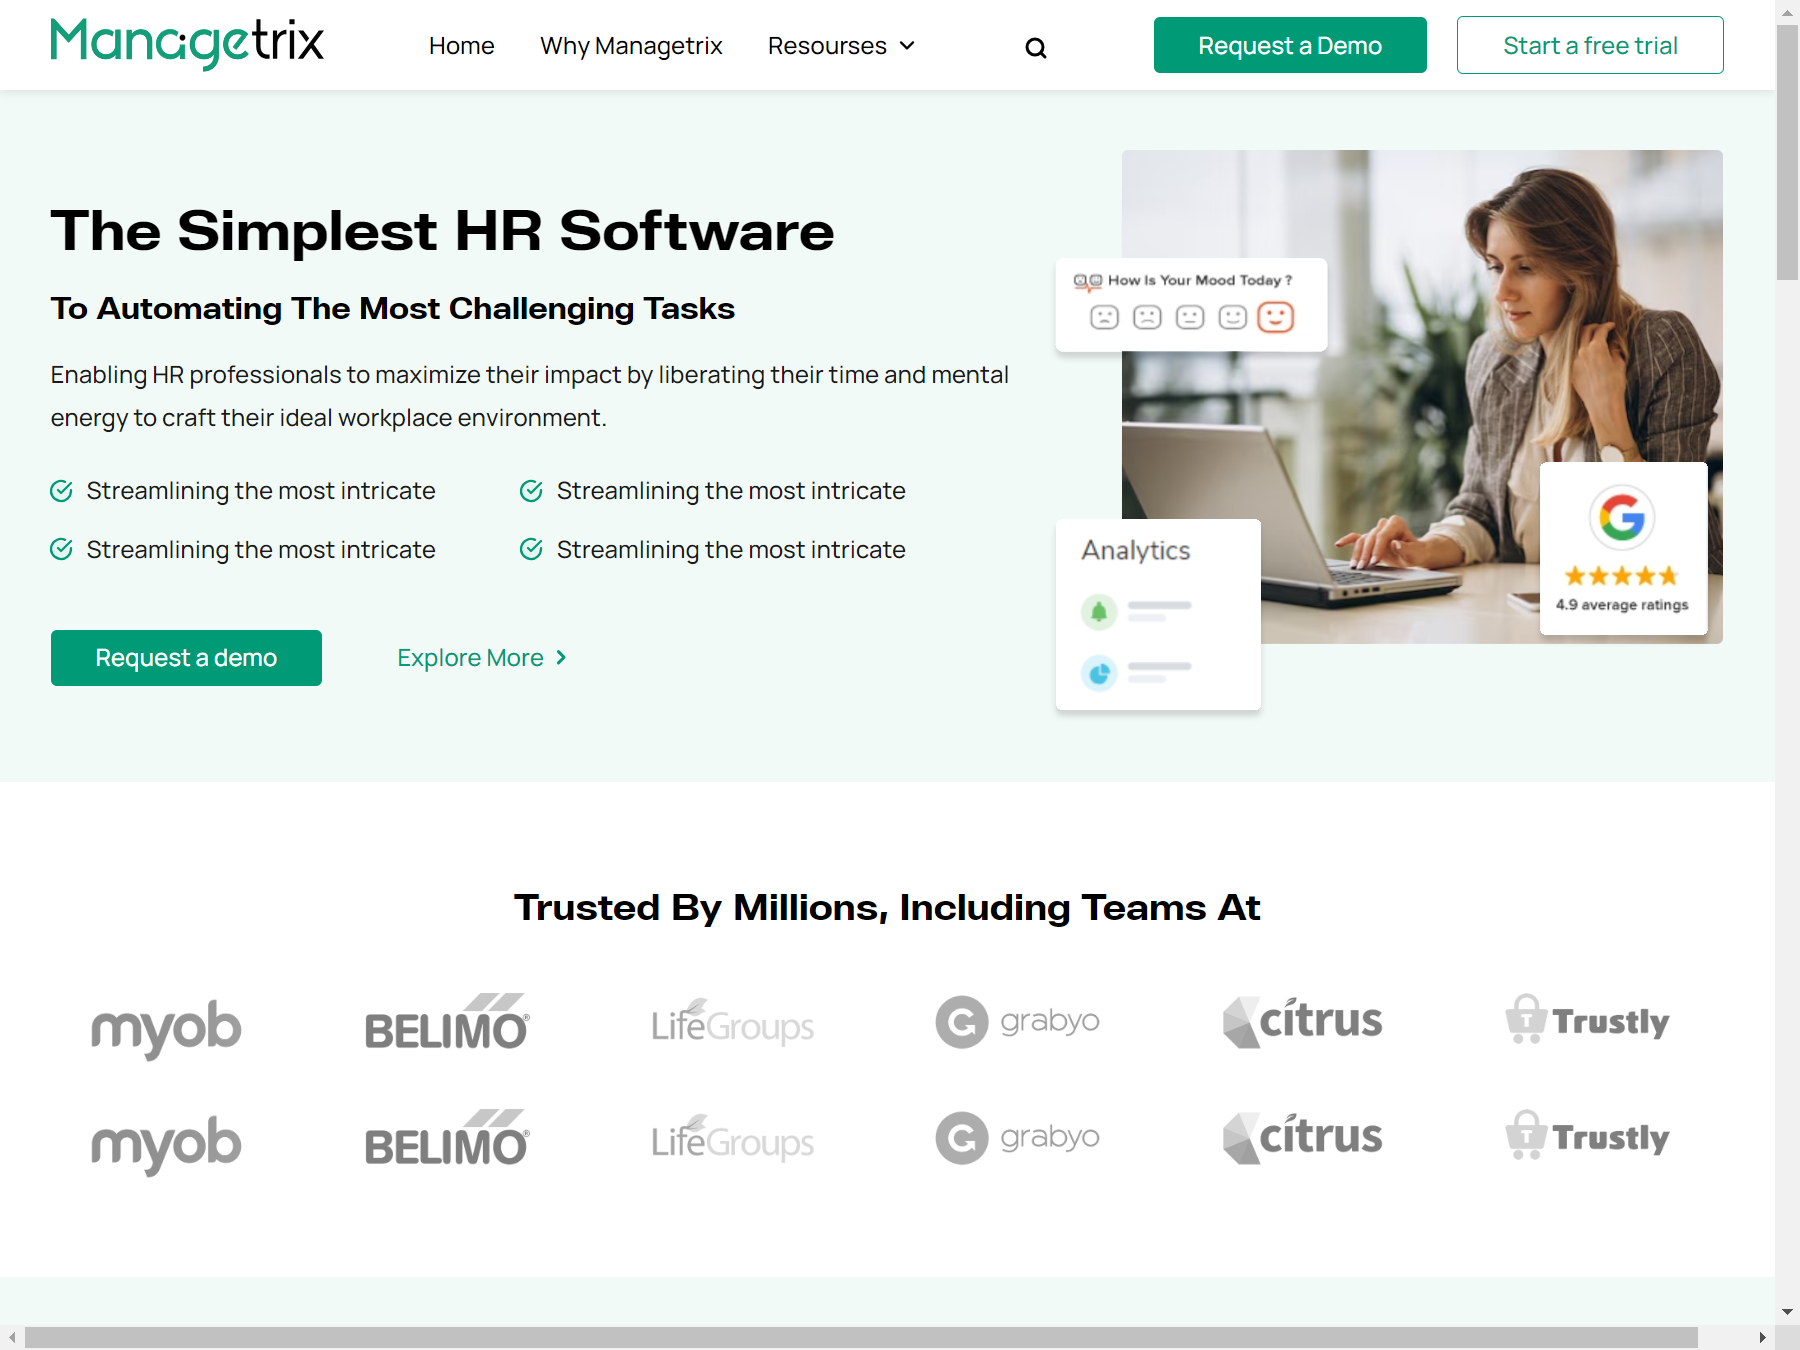 Managetrix
Home
Why Managetrix
Resourses
Request a Demo
Start a free trial
The Simplest HR Software
To Automating The Most Challenging Tasks
Enabling HR professionals to maximize their impact by liberating their time and mental
energy to craft their ideal workplace environment.
Streamlining the most intricate
Streamlining the most intricate
Streamlining the most intricate
Streamlining the most intricate
Request a demo
Explore More
How Is Your Mood Today ?
Analytics
G
4.9 average ratings
Trusted By Millions, Including Teams At
myob
BELIMO®
LifeGroups
G grabyo
citrus
T Trustly
myob
BELIMO®
LifeGroups
G grabyo
citrus
T Trustly